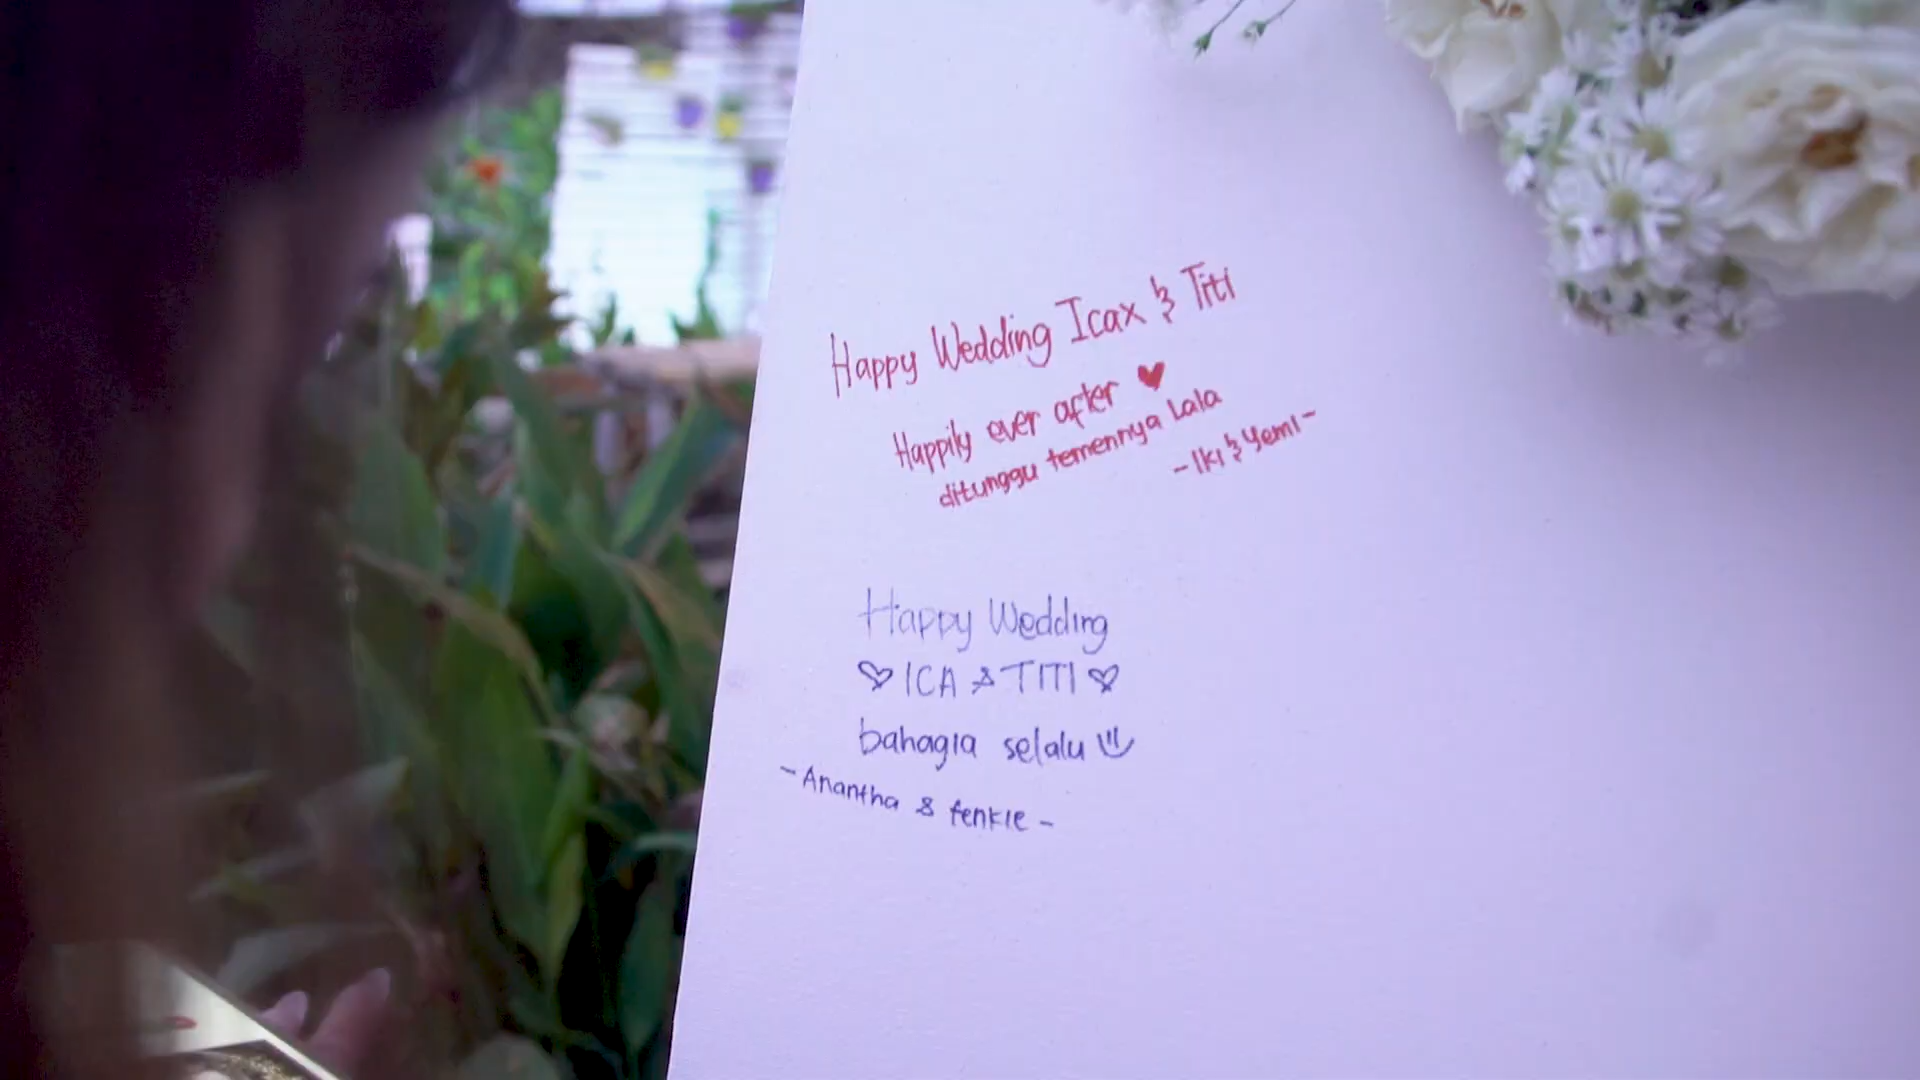 Happy Wedding Icax & Titi
Happily ever after ♥
ditunggu temennya Lala
-Iki & Yemi-
Happy Wedding
♡ ICA & TITI ♡
bahagia selalu
-Anantha & fenkie-